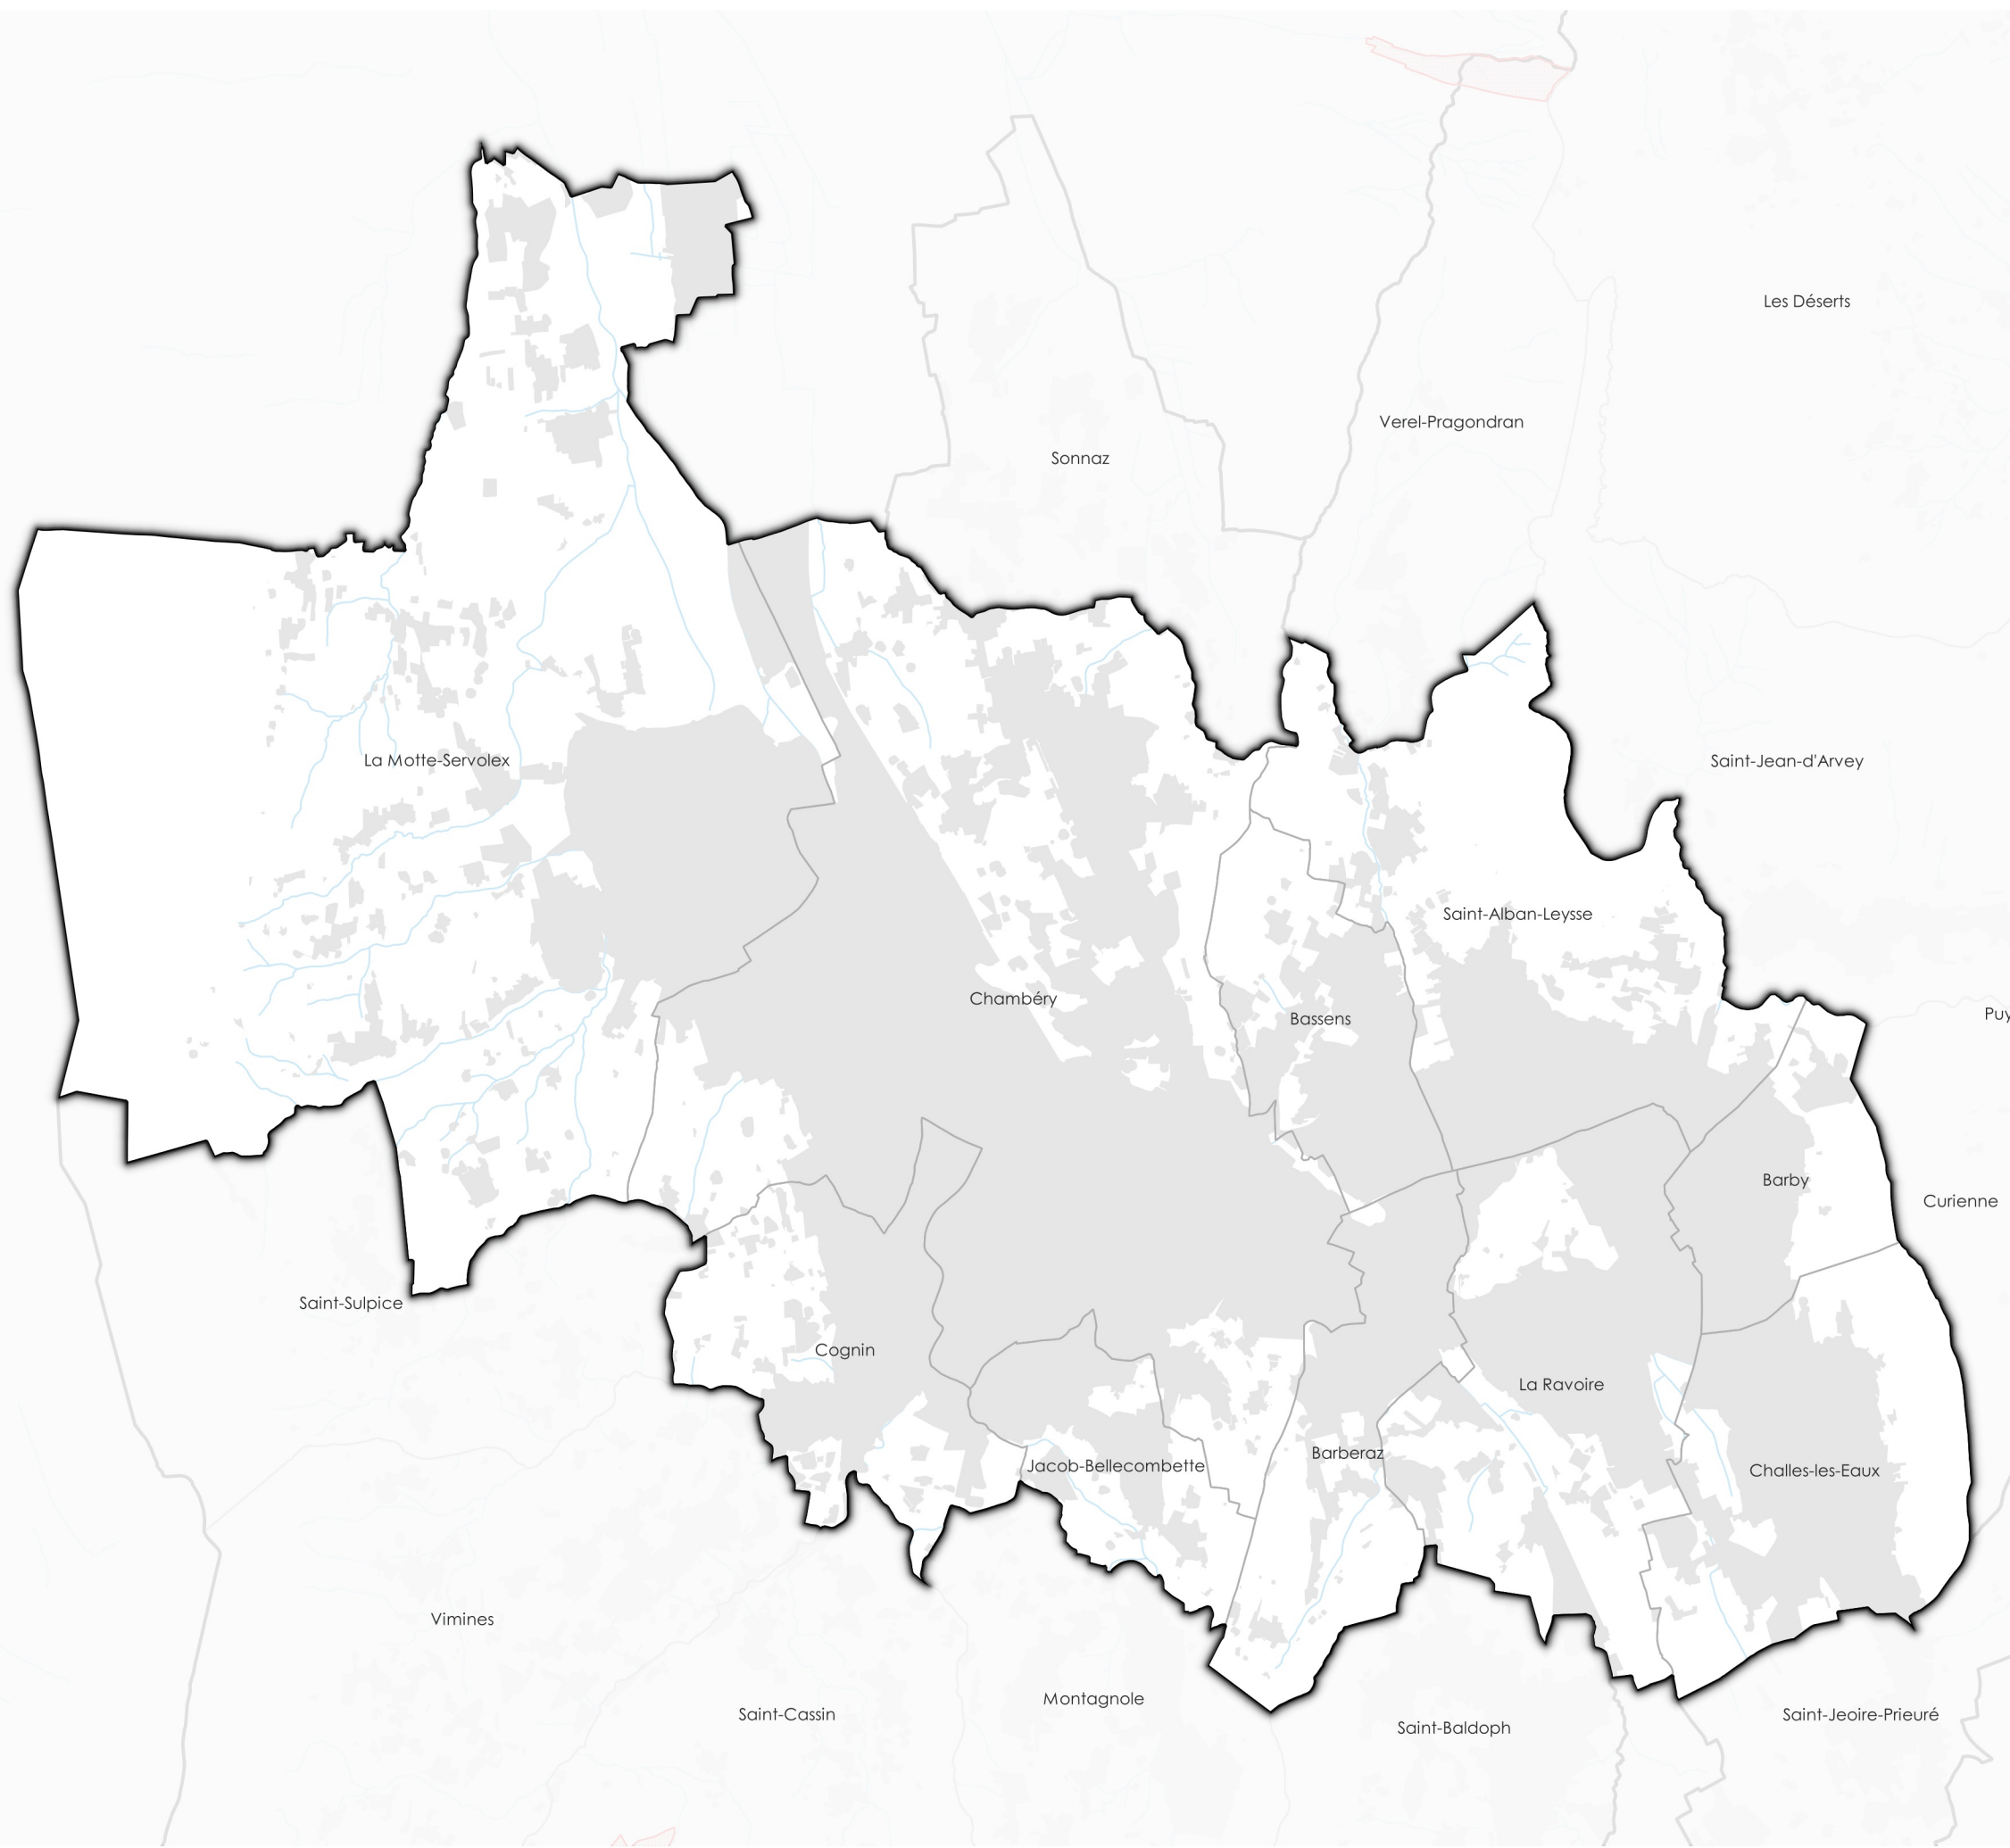 Les Déserts
Verel-Pragondran
Sonnaz
La Motte-Servolex
Saint-Jean-d'Arvey
Saint-Alban-Leysse
Chambéry
Puy
Bassens
Barby
Curienne
Saint-Sulpice
Cognin
La Ravoire
Barberaz
Jacob-Bellecombette
Challes-les-Eaux
Vimines
Montagnole
Saint-Cassin
Saint-Jeoire-Prieuré
Saint-Baldoph